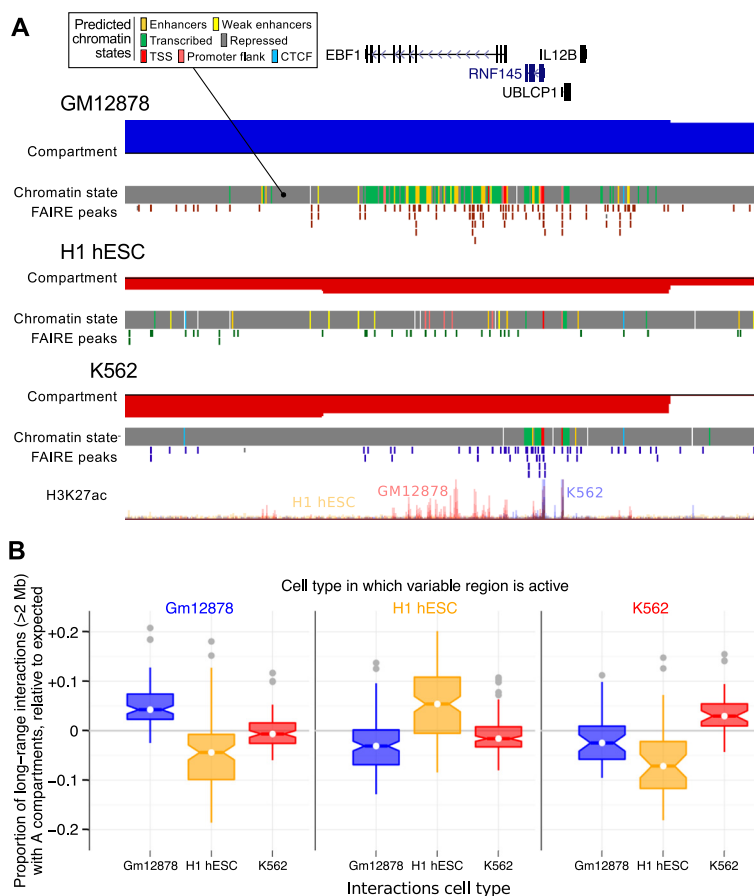 A
Predicted chromatin states
Enhancers
Weak enhancers
Transcribed
Repressed
TSS
Promoter flank
CTCF
EBF1
IL12B
RNF145
UBLCP1
GM12878
Compartment
Chromatin state
FAIRE peaks
H1 hESC
Compartment
Chromatin state
FAIRE peaks
K562
Compartment
Chromatin state
FAIRE peaks
H3K27ac
H1 hESC
GM12878
K562
B
Cell type in which variable region is active
Gm12878
H1 hESC
K562
Proportion of long−range interactions (>2 Mb)
with A compartments, relative to expected
+0.2
+0.1
0
−0.1
−0.2
Gm12878
H1 hESC
K562
Gm12878
H1 hESC
K562
Gm12878
H1 hESC
K562
Interactions cell type